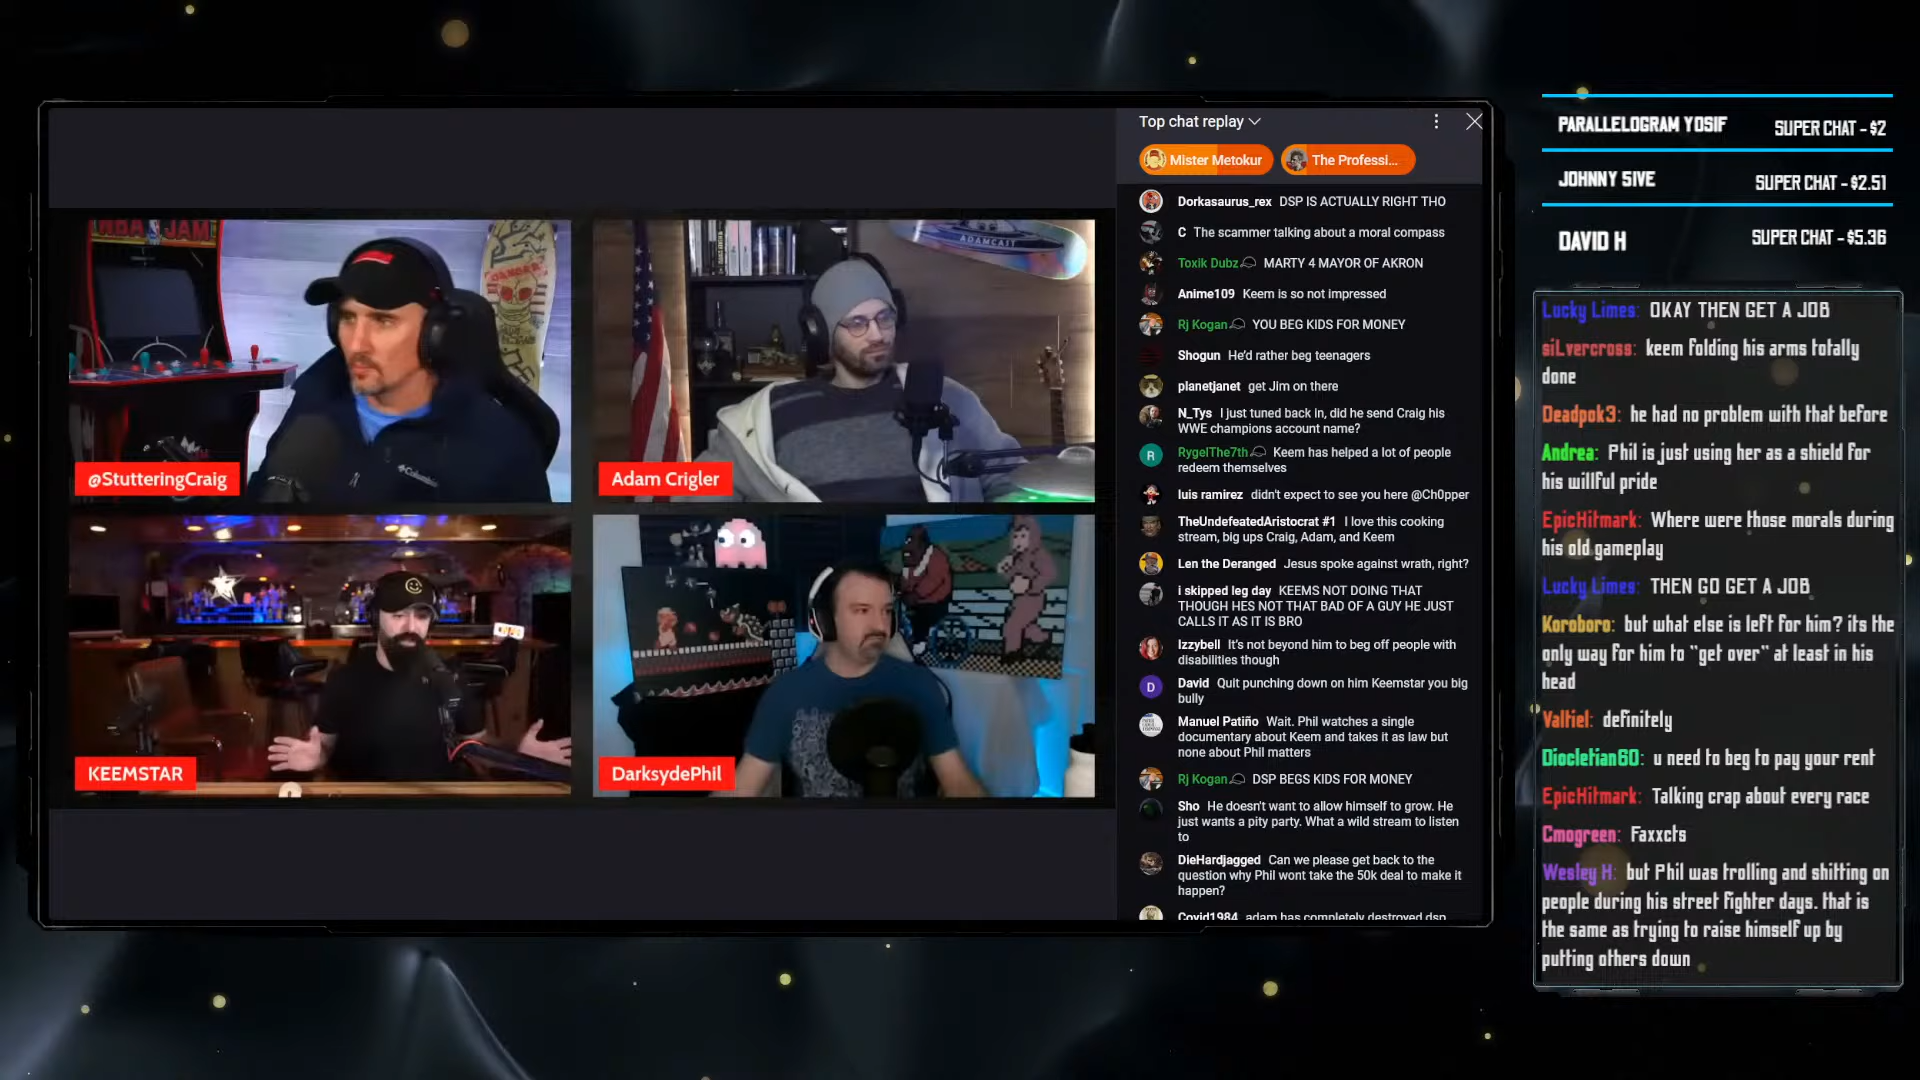 NBA JAM
ADAMCAIT
@StutteringCraig
Adam Crigler
Columbia
KEEMSTAR
DarksydePhil
Top chat replay
Mister Metokur
The Professi...
Dorkasaurus_rex DSP IS ACTUALLY RIGHT THO
C The scammer talking about a moral compass
Toxik Dubz MARTY 4 MAYOR OF AKRON
Anime109 Keem is so not impressed
Rj Kogan YOU BEG KIDS FOR MONEY
Shogun He'd rather beg teenagers
planetjanet get Jim on there
N_Tys I just tuned back in, did he send Craig his
WWE champions account name?
R
RygelThe7th Keem has helped a lot of people
redeem themselves
luis ramirez didn't expect to see you here @Ch0pper
TheUndefeatedAristocrat #1 I love this cooking
stream, big ups Craig, Adam, and Keem
Len the Deranged Jesus spoke against wrath, right?
I skipped leg day KEEMS NOT DOING THAT
THOUGH HES NOT THAT BAD OF A GUY HE JUST
CALLS IT AS IT IS BRO
Izzybell It's not beyond him to beg off people with
disabilities though
D
David Quit punching down on him Keemstar you big
bully
Manuel Patiño Wait. Phil watches a single
documentary about Keem and takes it as law but
none about Phil matters
Rj Kogan DSP BEGS KIDS FOR MONEY
Sho He doesn't want to allow himself to grow. He
just wants a pity party. What a wild stream to listen
to
DieHardjagged Can we please get back to the
question why Phil wont take the 50k deal to make it
happen?
Covid1984 adam has completely destroyed dsp
PARALLELOGRAM YOSIF SUPER CHAT - $2
JOHNNY 5IVE SUPER CHAT - $2.51
DAVID H SUPER CHAT - $5.36
Lucky Limes: OKAY THEN GET A JOB
siLvercross: keem folding his arms totally
done
Deadpok3: he had no problem with that before
Andrea: Phil is just using her as a shield for
his willful pride
EpicHitmark: Where were those morals during
his old gameplay
Lucky Limes: THEN GO GET A JOB
Koroboro: but what else is left for him? its the
only way for him to "get over" at least in his
head
Valtiel: definitely
Diocletian60: u need to beg to pay your rent
EpicHitmark: Talking crap about every race
Cmogreen: Faxxcts
Wesley H: but Phil was trolling and shitting on
people during his street fighter days. that is
the same as trying to raise himself up by
putting others down